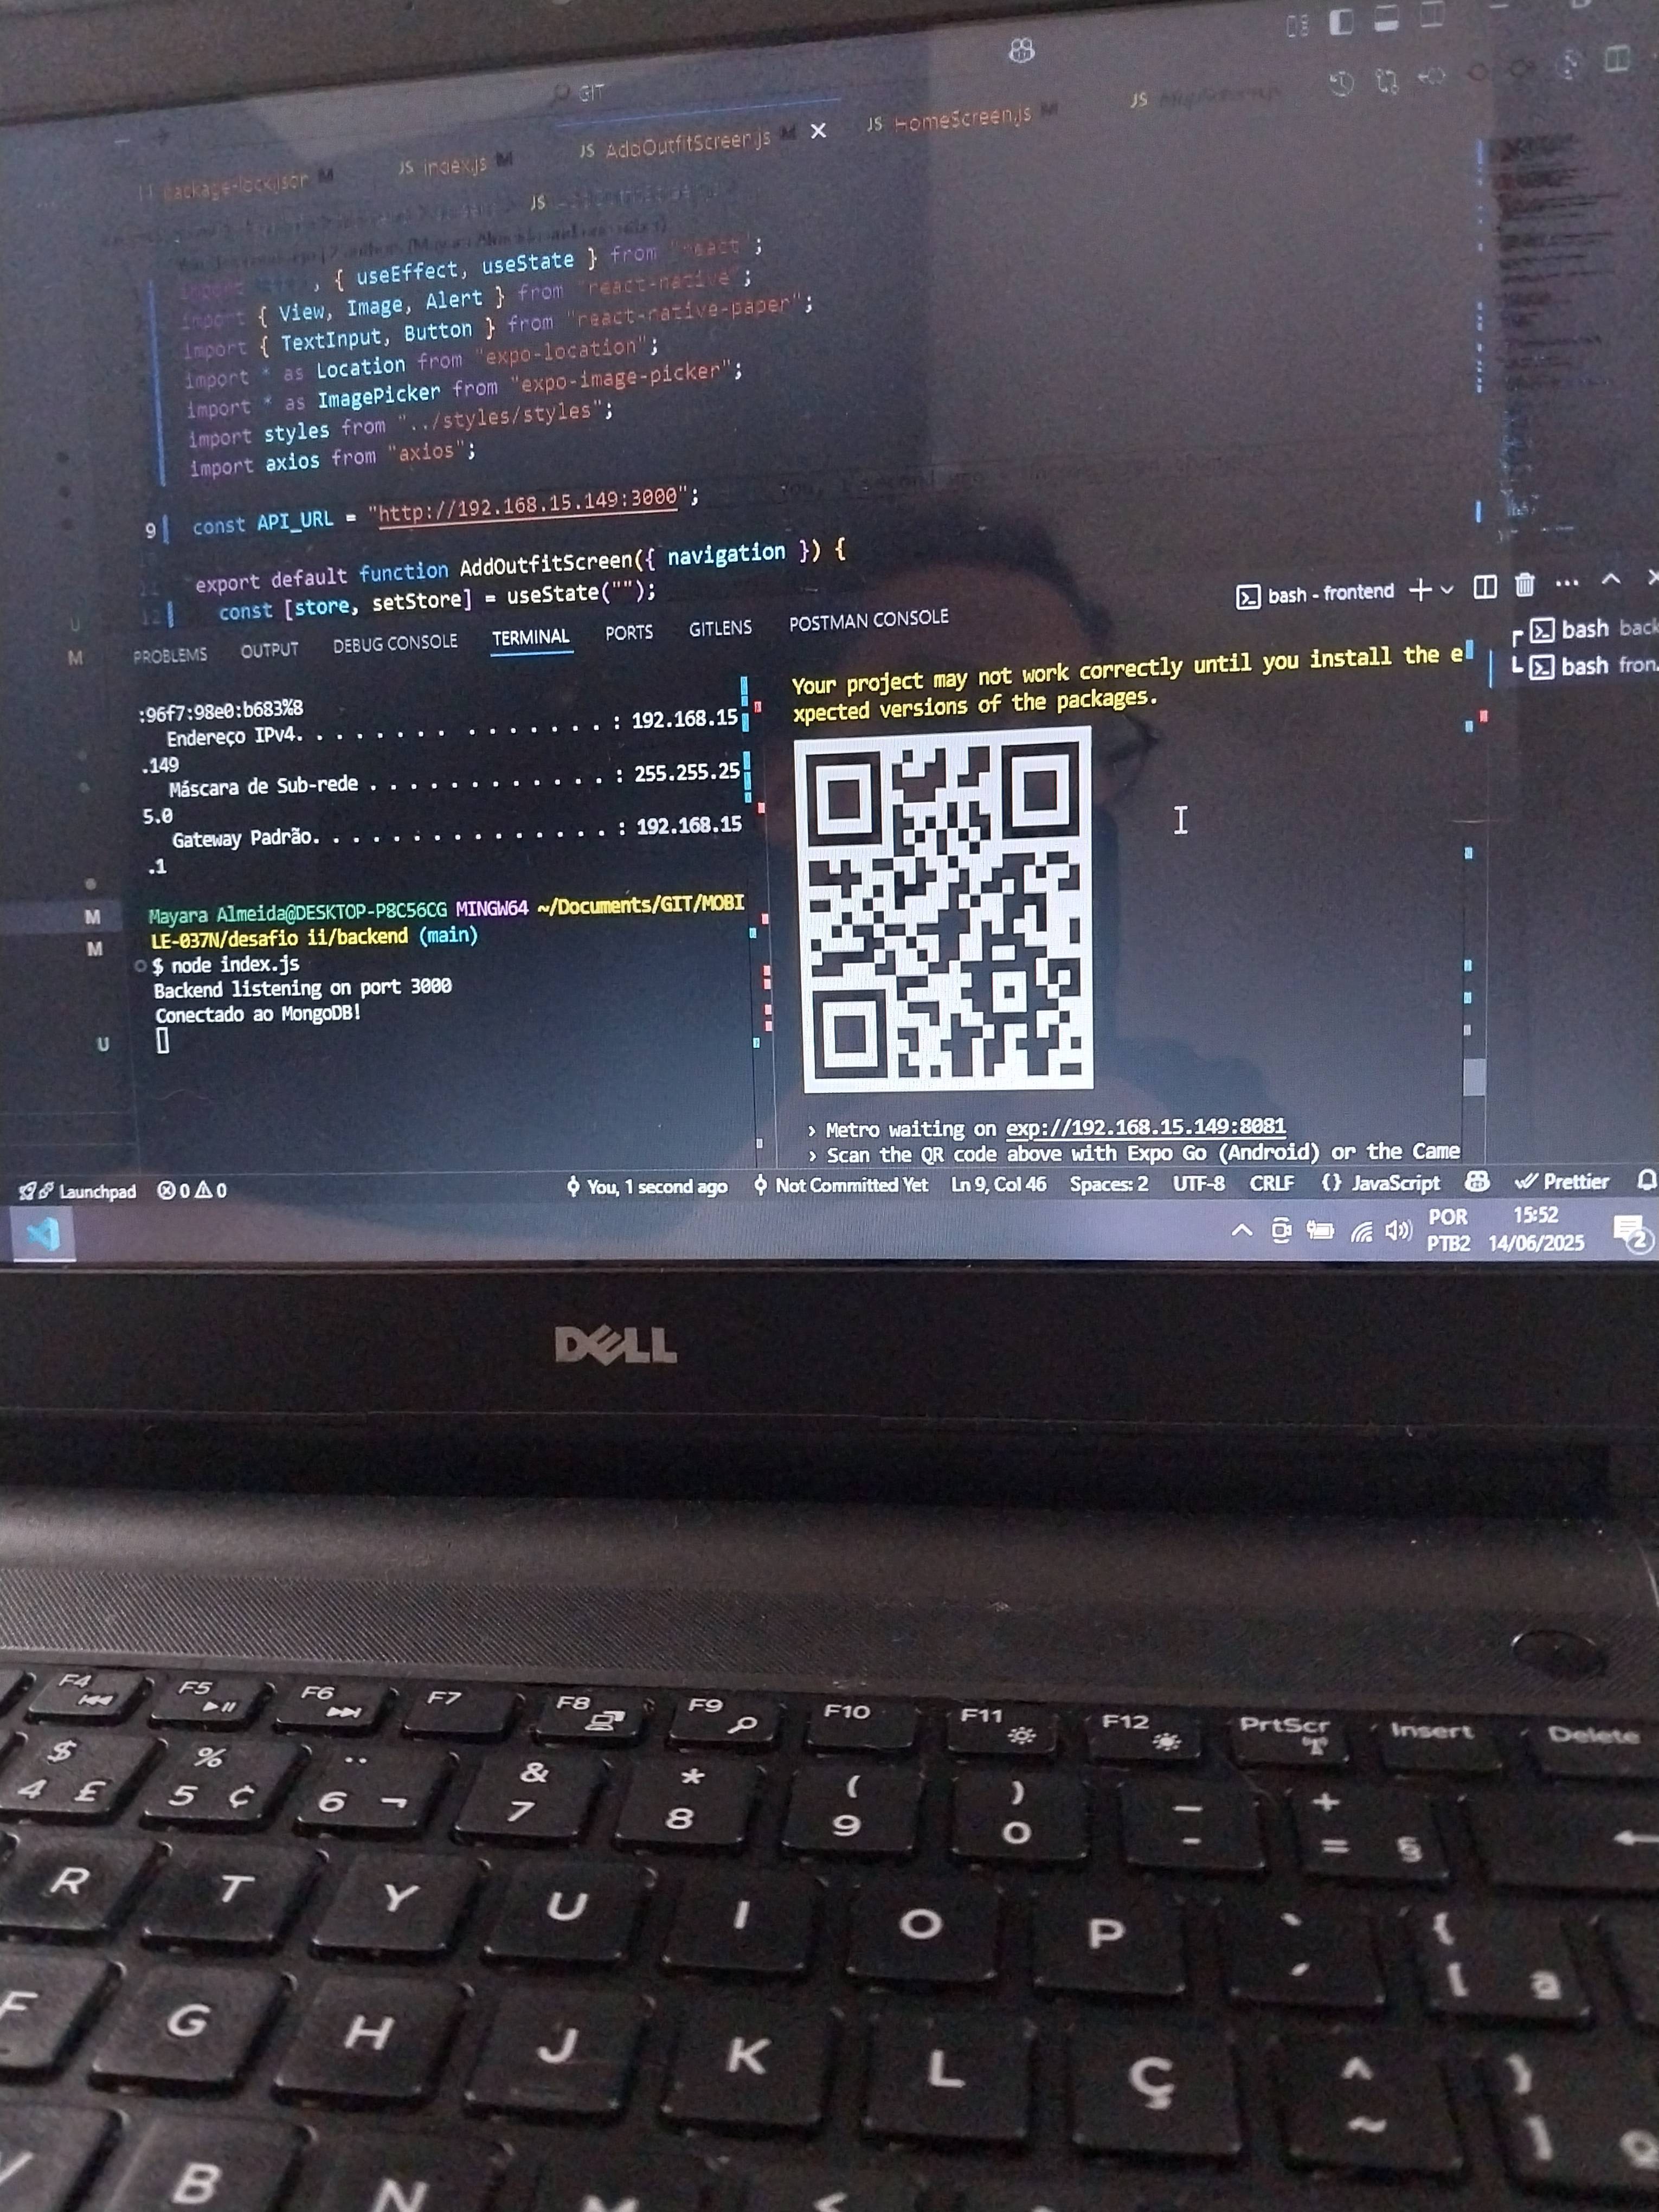 GIT
package-lock.json M
JS index.js M
JS AddOutfitScreen.js M
JS HomeScreen.js M
JS
JS
import , { useEffect, useState } from "react";
import { View, Image, Alert } from "react-native";
import { TextInput, Button } from "react-native-paper";
import * as Location from "expo-location";
import * as ImagePicker from "expo-image-picker";
import styles from "../styles/styles";
import axios from "axios";
9 const API_URL = "http://192.168.15.149:3000";
11 export default function AddOutfitScreen({ navigation }) {
12 const [store, setStore] = useState("");
PROBLEMS OUTPUT DEBUG CONSOLE TERMINAL PORTS GITLENS POSTMAN CONSOLE
bash - frontend
bash back
bash fron
U
M
M
M
U
:96f7:98e0:b683%8
Endereço IPv4. . . . . . . . . . . . . . : 192.168.15
.149
Máscara de Sub-rede . . . . . . . . . . . . : 255.255.25
5.0
Gateway Padrão. . . . . . . . . . . . . . . : 192.168.15
.1
Mayara Almeida@DESKTOP-P8C56CG MINGW64 ~/Documents/GIT/MOBI
LE-037N/desafio ii/backend (main)
$ node index.js
Backend listening on port 3000
Conectado ao MongoDB!
Your project may not work correctly until you install the e
xpected versions of the packages.
› Metro waiting on exp://192.168.15.149:8081
› Scan the QR code above with Expo Go (Android) or the Came
Launchpad 0 0 You, 1 second ago Not Committed Yet Ln 9, Col 46 Spaces: 2 UTF-8 CRLF {} JavaScript Prettier
POR
PTB2
15:52
14/06/2025
2
DELL
F4 F5 F6 F7 F8 F9 F10 F11 F12 PrtScr Insert Delete
$ % ¨ & * ( ) _ +
4 £ 5 ¢ 6 ¬ 7 8 9 0 - = §
R T Y U I O P ` ´ { [ ª
F G H J K L Ç ^ ~ } ] º
V B N M <